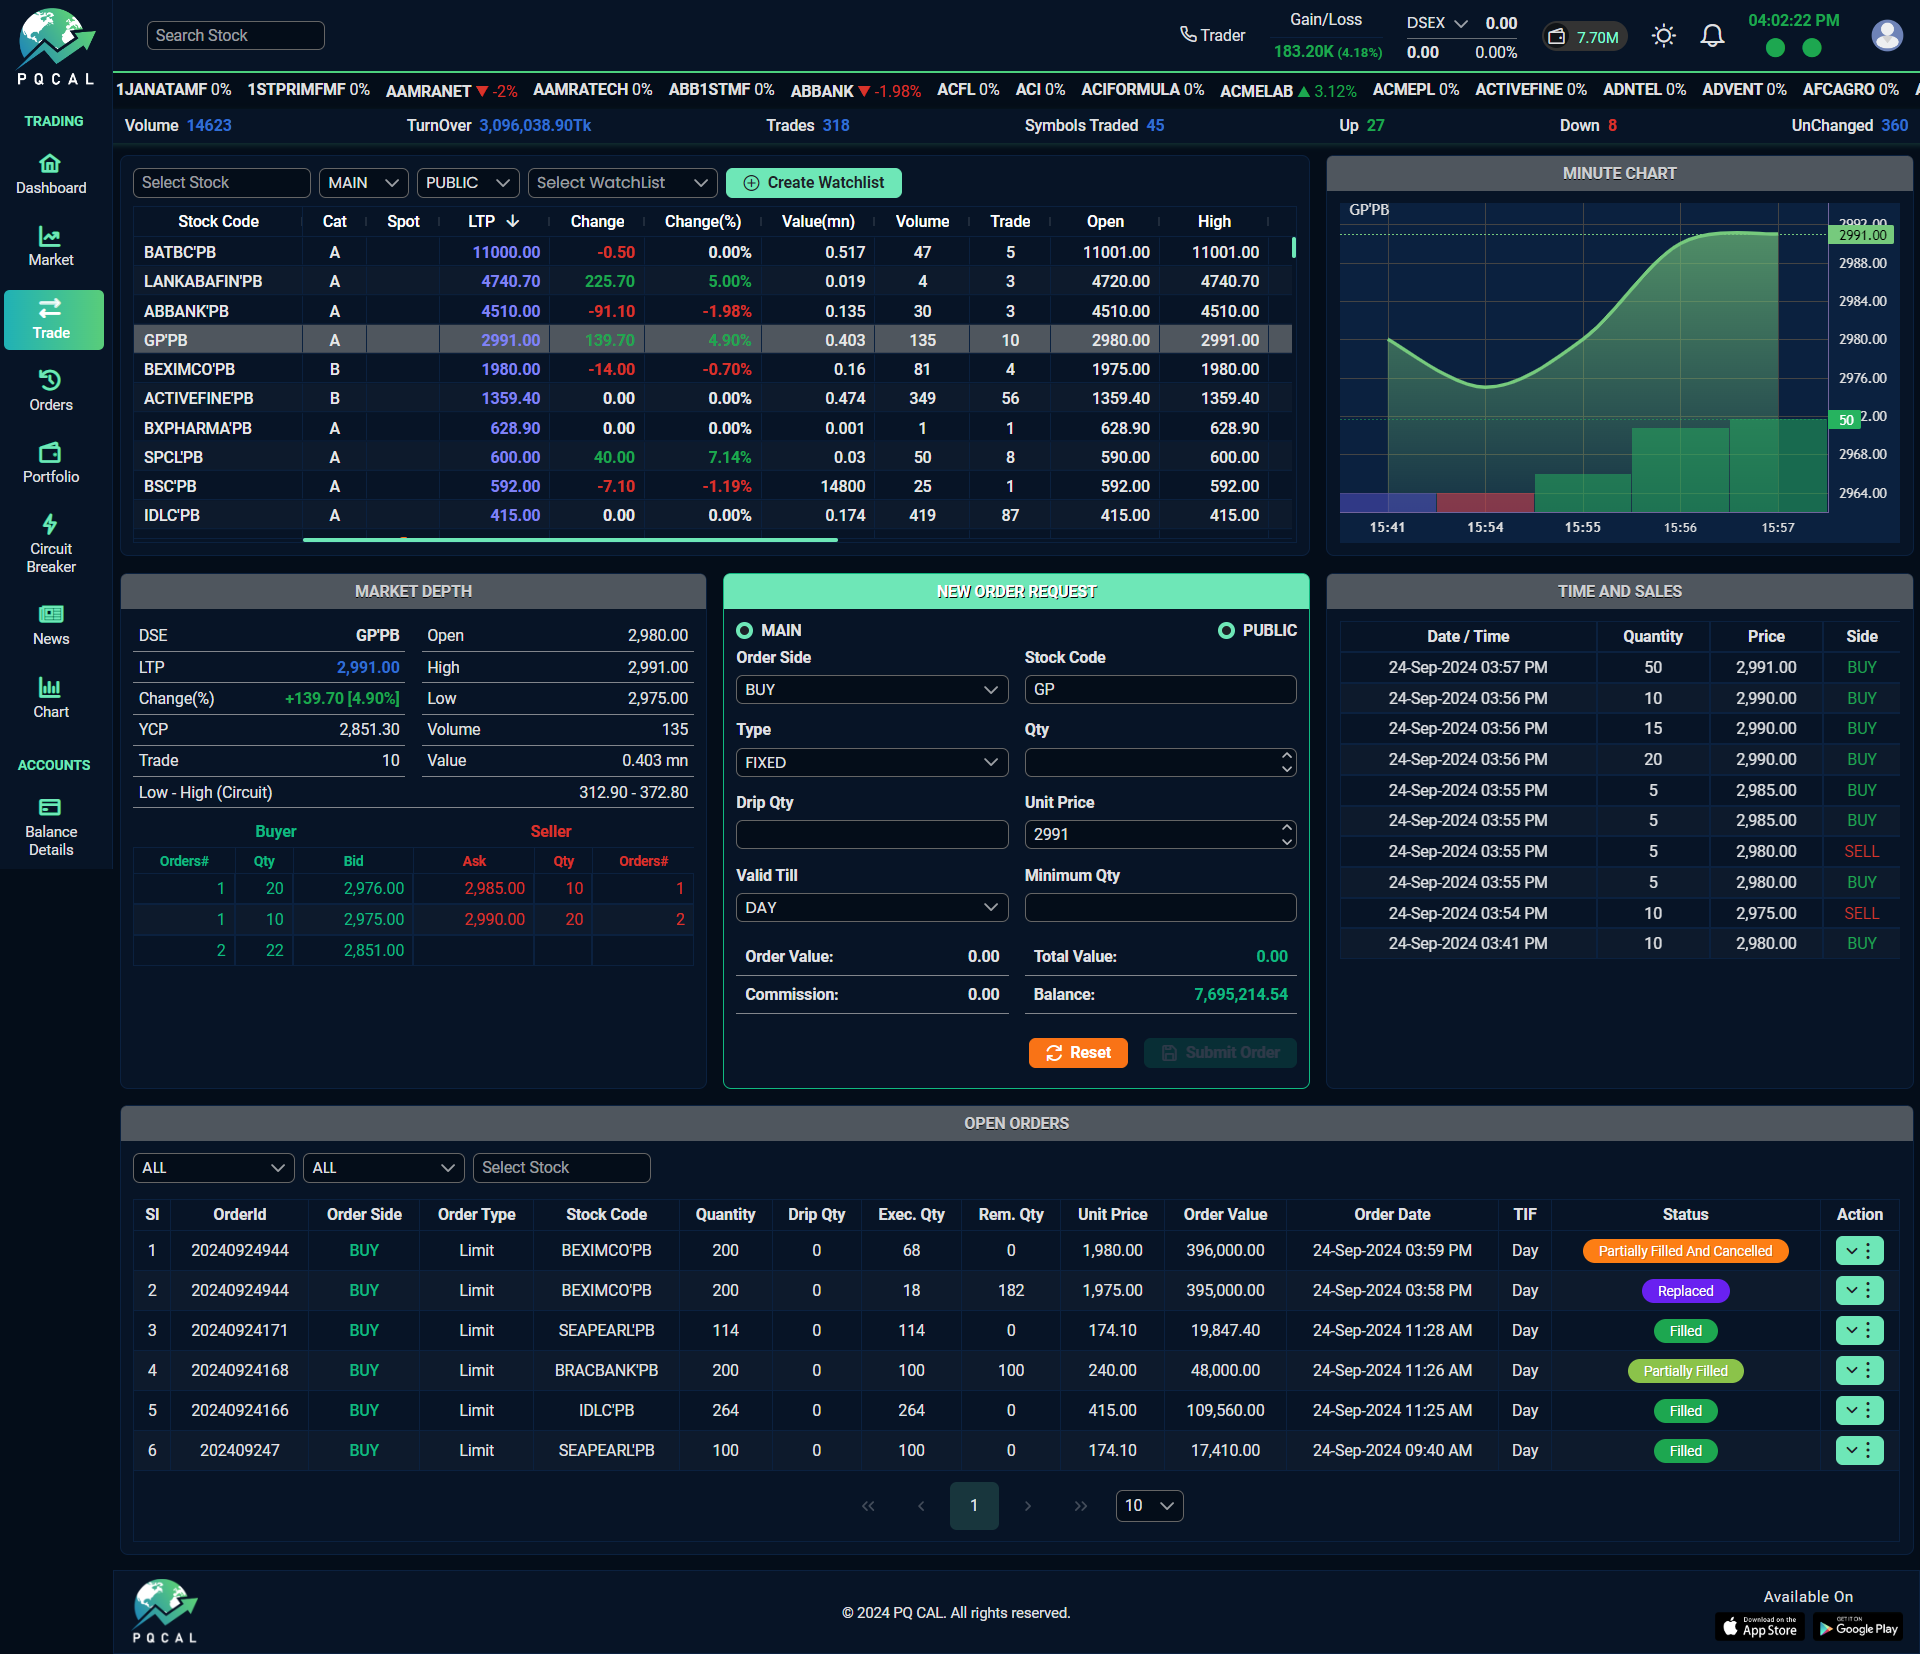 PQCAL
Search Stock
Trader
Gain/Loss
183.20K (4.18%)
DSEX 0.00
0.00 0.00%
7.70M
04:02:22 PM
1JANATAMF 0% 1STPRIMFMF 0% AAMRANET ▼ -2% AAMRATECH 0% ABB1STMF 0% ABBANK ▼ -1.98% ACFL 0% ACI 0% ACIFORMULA 0% ACMELAB ▲ 3.12% ACMEPL 0% ACTIVEFINE 0% ADNTEL 0% ADVENT 0% AFCAGRO 0%
Volume 14623 TurnOver 3,096,038.90Tk Trades 318 Symbols Traded 45 Up 27 Down 8 UnChanged 360
TRADING
Dashboard
Market
Trade
Orders
Portfolio
Circuit
Breaker
News
Chart
ACCOUNTS
Balance
Details
Select Stock MAIN PUBLIC Select WatchList Create Watchlist
Stock Code Cat Spot LTP Change Change(%) Value(mn) Volume Trade Open High
BATBC'PB A 11000.00 -0.50 0.00% 0.517 47 5 11001.00 11001.00
LANKABAFIN'PB A 4740.70 225.70 5.00% 0.019 4 3 4720.00 4740.70
ABBANK'PB A 4510.00 -91.10 -1.98% 0.135 30 3 4510.00 4510.00
GP'PB A 2991.00 139.70 4.90% 0.403 135 10 2980.00 2991.00
BEXIMCO'PB B 1980.00 -14.00 -0.70% 0.16 81 4 1975.00 1980.00
ACTIVEFINE'PB B 1359.40 0.00 0.00% 0.474 349 56 1359.40 1359.40
BXPHARMA'PB A 628.90 0.00 0.00% 0.001 1 1 628.90 628.90
SPCL'PB A 600.00 40.00 7.14% 0.03 50 8 590.00 600.00
BSC'PB A 592.00 -7.10 -1.19% 14800 25 1 592.00 592.00
IDLC'PB A 415.00 0.00 0.00% 0.174 419 87 415.00 415.00
MINUTE CHART
GP'PB
2991.00
2988.00
2984.00
2980.00
2976.00
50
2968.00
2964.00
15:41 15:54 15:55 15:56 15:57
MARKET DEPTH
DSE GP'PB Open 2,980.00
LTP 2,991.00 High 2,991.00
Change(%) +139.70 [4.90%] Low 2,975.00
YCP 2,851.30 Volume 135
Trade 10 Value 0.403 mn
Low - High (Circuit) 312.90 - 372.80
Buyer Seller
Orders# Qty Bid Ask Qty Orders#
1 20 2,976.00 2,985.00 10 1
1 10 2,975.00 2,990.00 20 2
2 22 2,851.00
NEW ORDER REQUEST
MAIN PUBLIC
Order Side Stock Code
BUY GP
Type Qty
FIXED
Drip Qty Unit Price
2991
Valid Till Minimum Qty
DAY
Order Value: 0.00 Total Value: 0.00
Commission: 0.00 Balance: 7,695,214.54
Reset Submit Order
TIME AND SALES
Date / Time Quantity Price Side
24-Sep-2024 03:57 PM 50 2,991.00 BUY
24-Sep-2024 03:56 PM 10 2,990.00 BUY
24-Sep-2024 03:56 PM 15 2,990.00 BUY
24-Sep-2024 03:56 PM 20 2,990.00 BUY
24-Sep-2024 03:55 PM 5 2,985.00 BUY
24-Sep-2024 03:55 PM 5 2,985.00 BUY
24-Sep-2024 03:55 PM 5 2,980.00 SELL
24-Sep-2024 03:55 PM 5 2,980.00 BUY
24-Sep-2024 03:54 PM 10 2,975.00 SELL
24-Sep-2024 03:41 PM 10 2,980.00 BUY
OPEN ORDERS
ALL ALL Select Stock
Sl OrderId Order Side Order Type Stock Code Quantity Drip Qty Exec. Qty Rem. Qty Unit Price Order Value Order Date TIF Status Action
1 20240924944 BUY Limit BEXIMCO'PB 200 0 68 0 1,980.00 396,000.00 24-Sep-2024 03:59 PM Day Partially Filled And Cancelled
2 20240924944 BUY Limit BEXIMCO'PB 200 0 18 182 1,975.00 395,000.00 24-Sep-2024 03:58 PM Day Replaced
3 20240924171 BUY Limit SEAPEARL'PB 114 0 114 0 174.10 19,847.40 24-Sep-2024 11:28 AM Day Filled
4 20240924168 BUY Limit BRACBANK'PB 200 0 100 100 240.00 48,000.00 24-Sep-2024 11:26 AM Day Partially Filled
5 20240924166 BUY Limit IDLC'PB 264 0 264 0 415.00 109,560.00 24-Sep-2024 11:25 AM Day Filled
6 202409247 BUY Limit SEAPEARL'PB 100 0 100 0 174.10 17,410.00 24-Sep-2024 09:40 AM Day Filled
1 10
PQCAL
© 2024 PQ CAL. All rights reserved.
Available On
Download on the
App Store
GET IT ON
Google Play